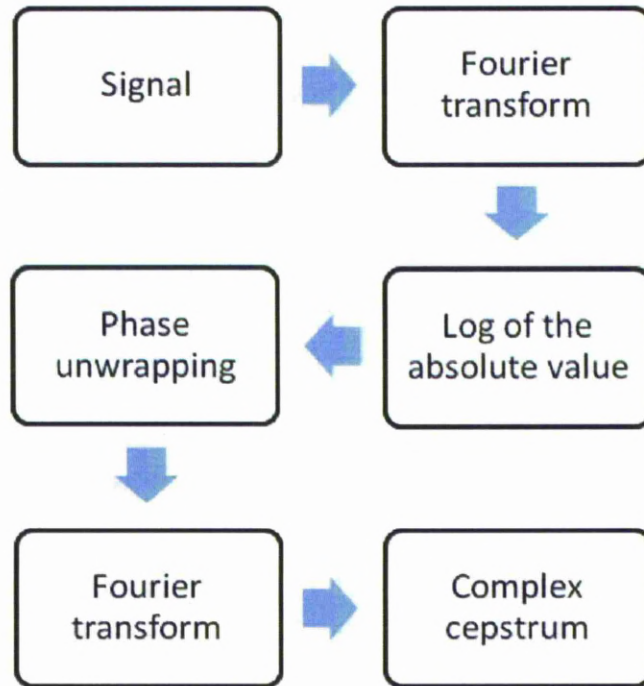 Signal
Fourier
transform
Log of the
absolute value
Phase
unwrapping
Fourier
transform
Complex
cepstrum